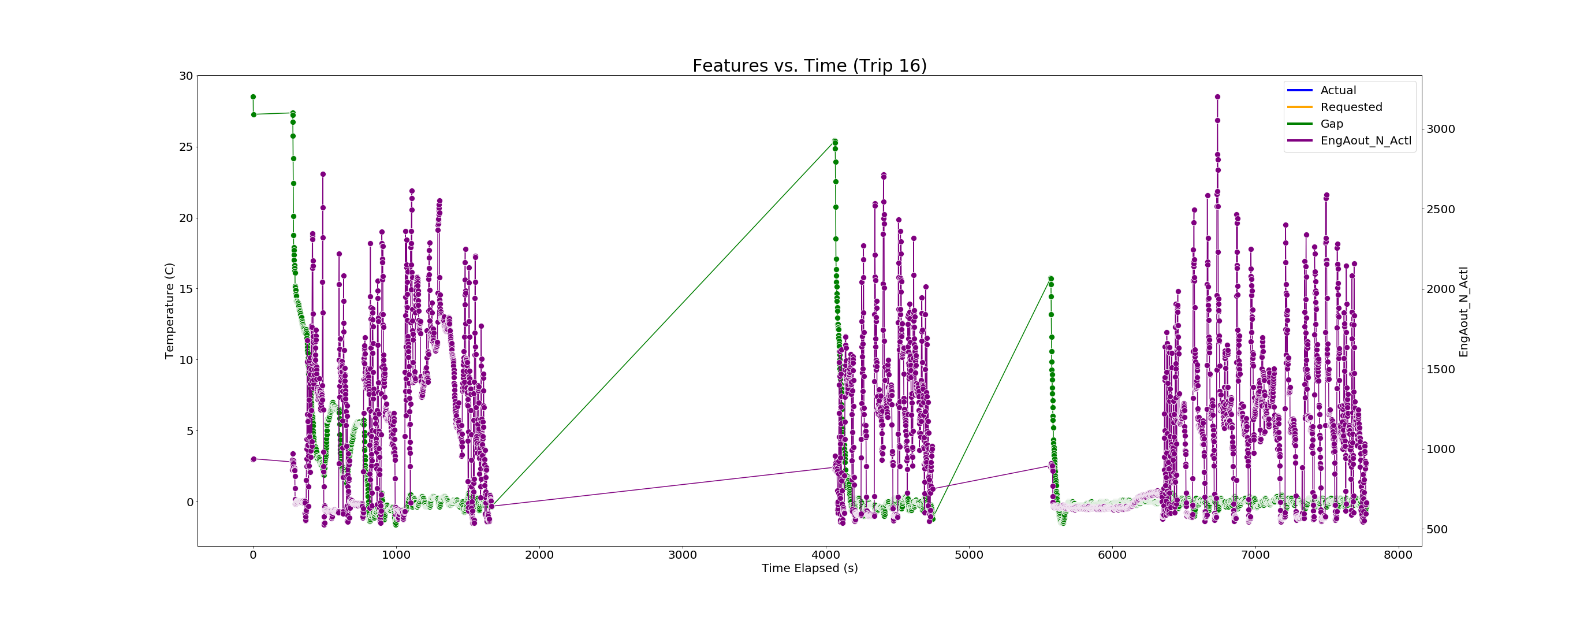 Features vs. Time (Trip 16)
30
25
20
15
10
5
0
Temperature (C)
Actual
Requested
Gap
EngAout_N_Actl
3000
2500
2000
1500
1000
500
EngAout_N_Actl
0 1000 2000 3000 4000 5000 6000 7000 8000
Time Elapsed (s)